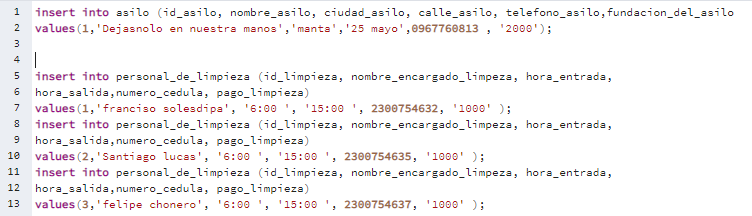 1 insert into asilo (id_asilo, nombre_asilo, ciudad_asilo, calle_asilo, telefono_asilo,fundacion_del_asilo
2 values(1,'Dejasnolo en nuestra manos','manta','25 mayo',0967760813 , '2000');
3
4
5 insert into personal_de_limpieza (id_limpieza, nombre_encargado_limpeza, hora_entrada,
6 hora_salida,numero_cedula, pago_limpieza)
7 values(1,'franciso solesdipa', '6:00 ', '15:00 ', 2300754632, '1000' );
8 insert into personal_de_limpieza (id_limpieza, nombre_encargado_limpeza, hora_entrada,
9 hora_salida,numero_cedula, pago_limpieza)
10 values(2,'Santiago lucas', '6:00 ', '15:00 ', 2300754635, '1000' );
11 insert into personal_de_limpieza (id_limpieza, nombre_encargado_limpeza, hora_entrada,
12 hora_salida,numero_cedula, pago_limpieza)
13 values(3,'felipe chonero', '6:00 ', '15:00 ', 2300754637, '1000' );